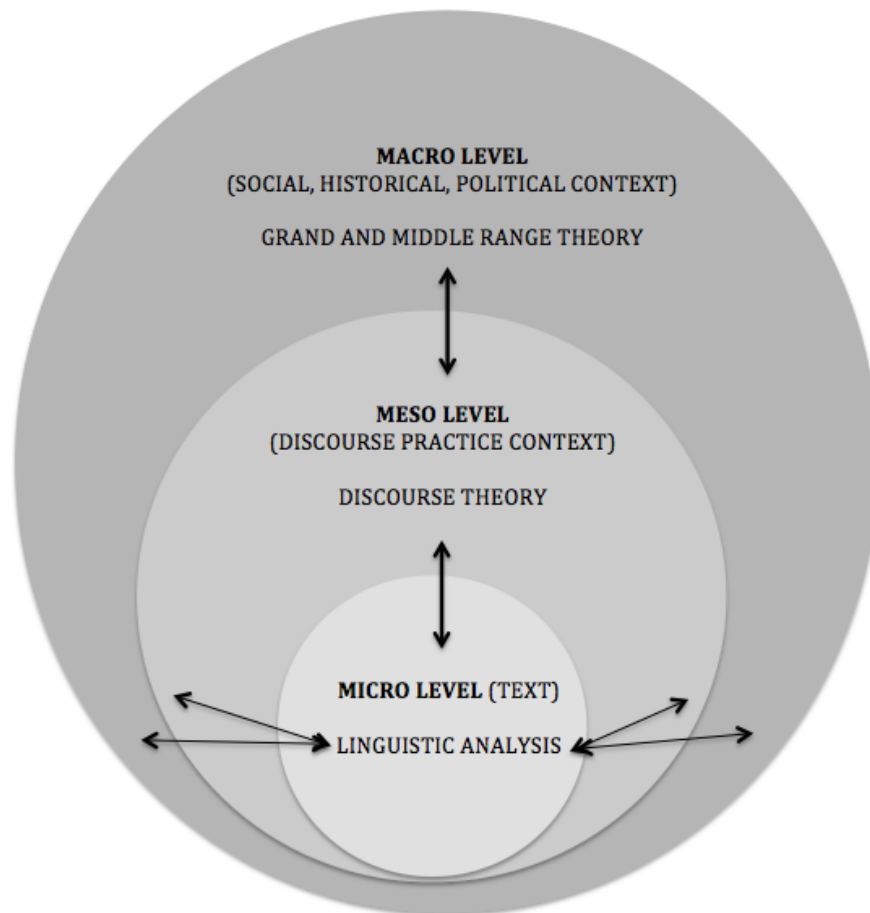 MACRO LEVEL
(SOCIAL, HISTORICAL, POLITICAL CONTEXT)
GRAND AND MIDDLE RANGE THEORY
MESO LEVEL
(DISCOURSE PRACTICE CONTEXT)
DISCOURSE THEORY
MICRO LEVEL (TEXT)
LINGUISTIC ANALYSIS